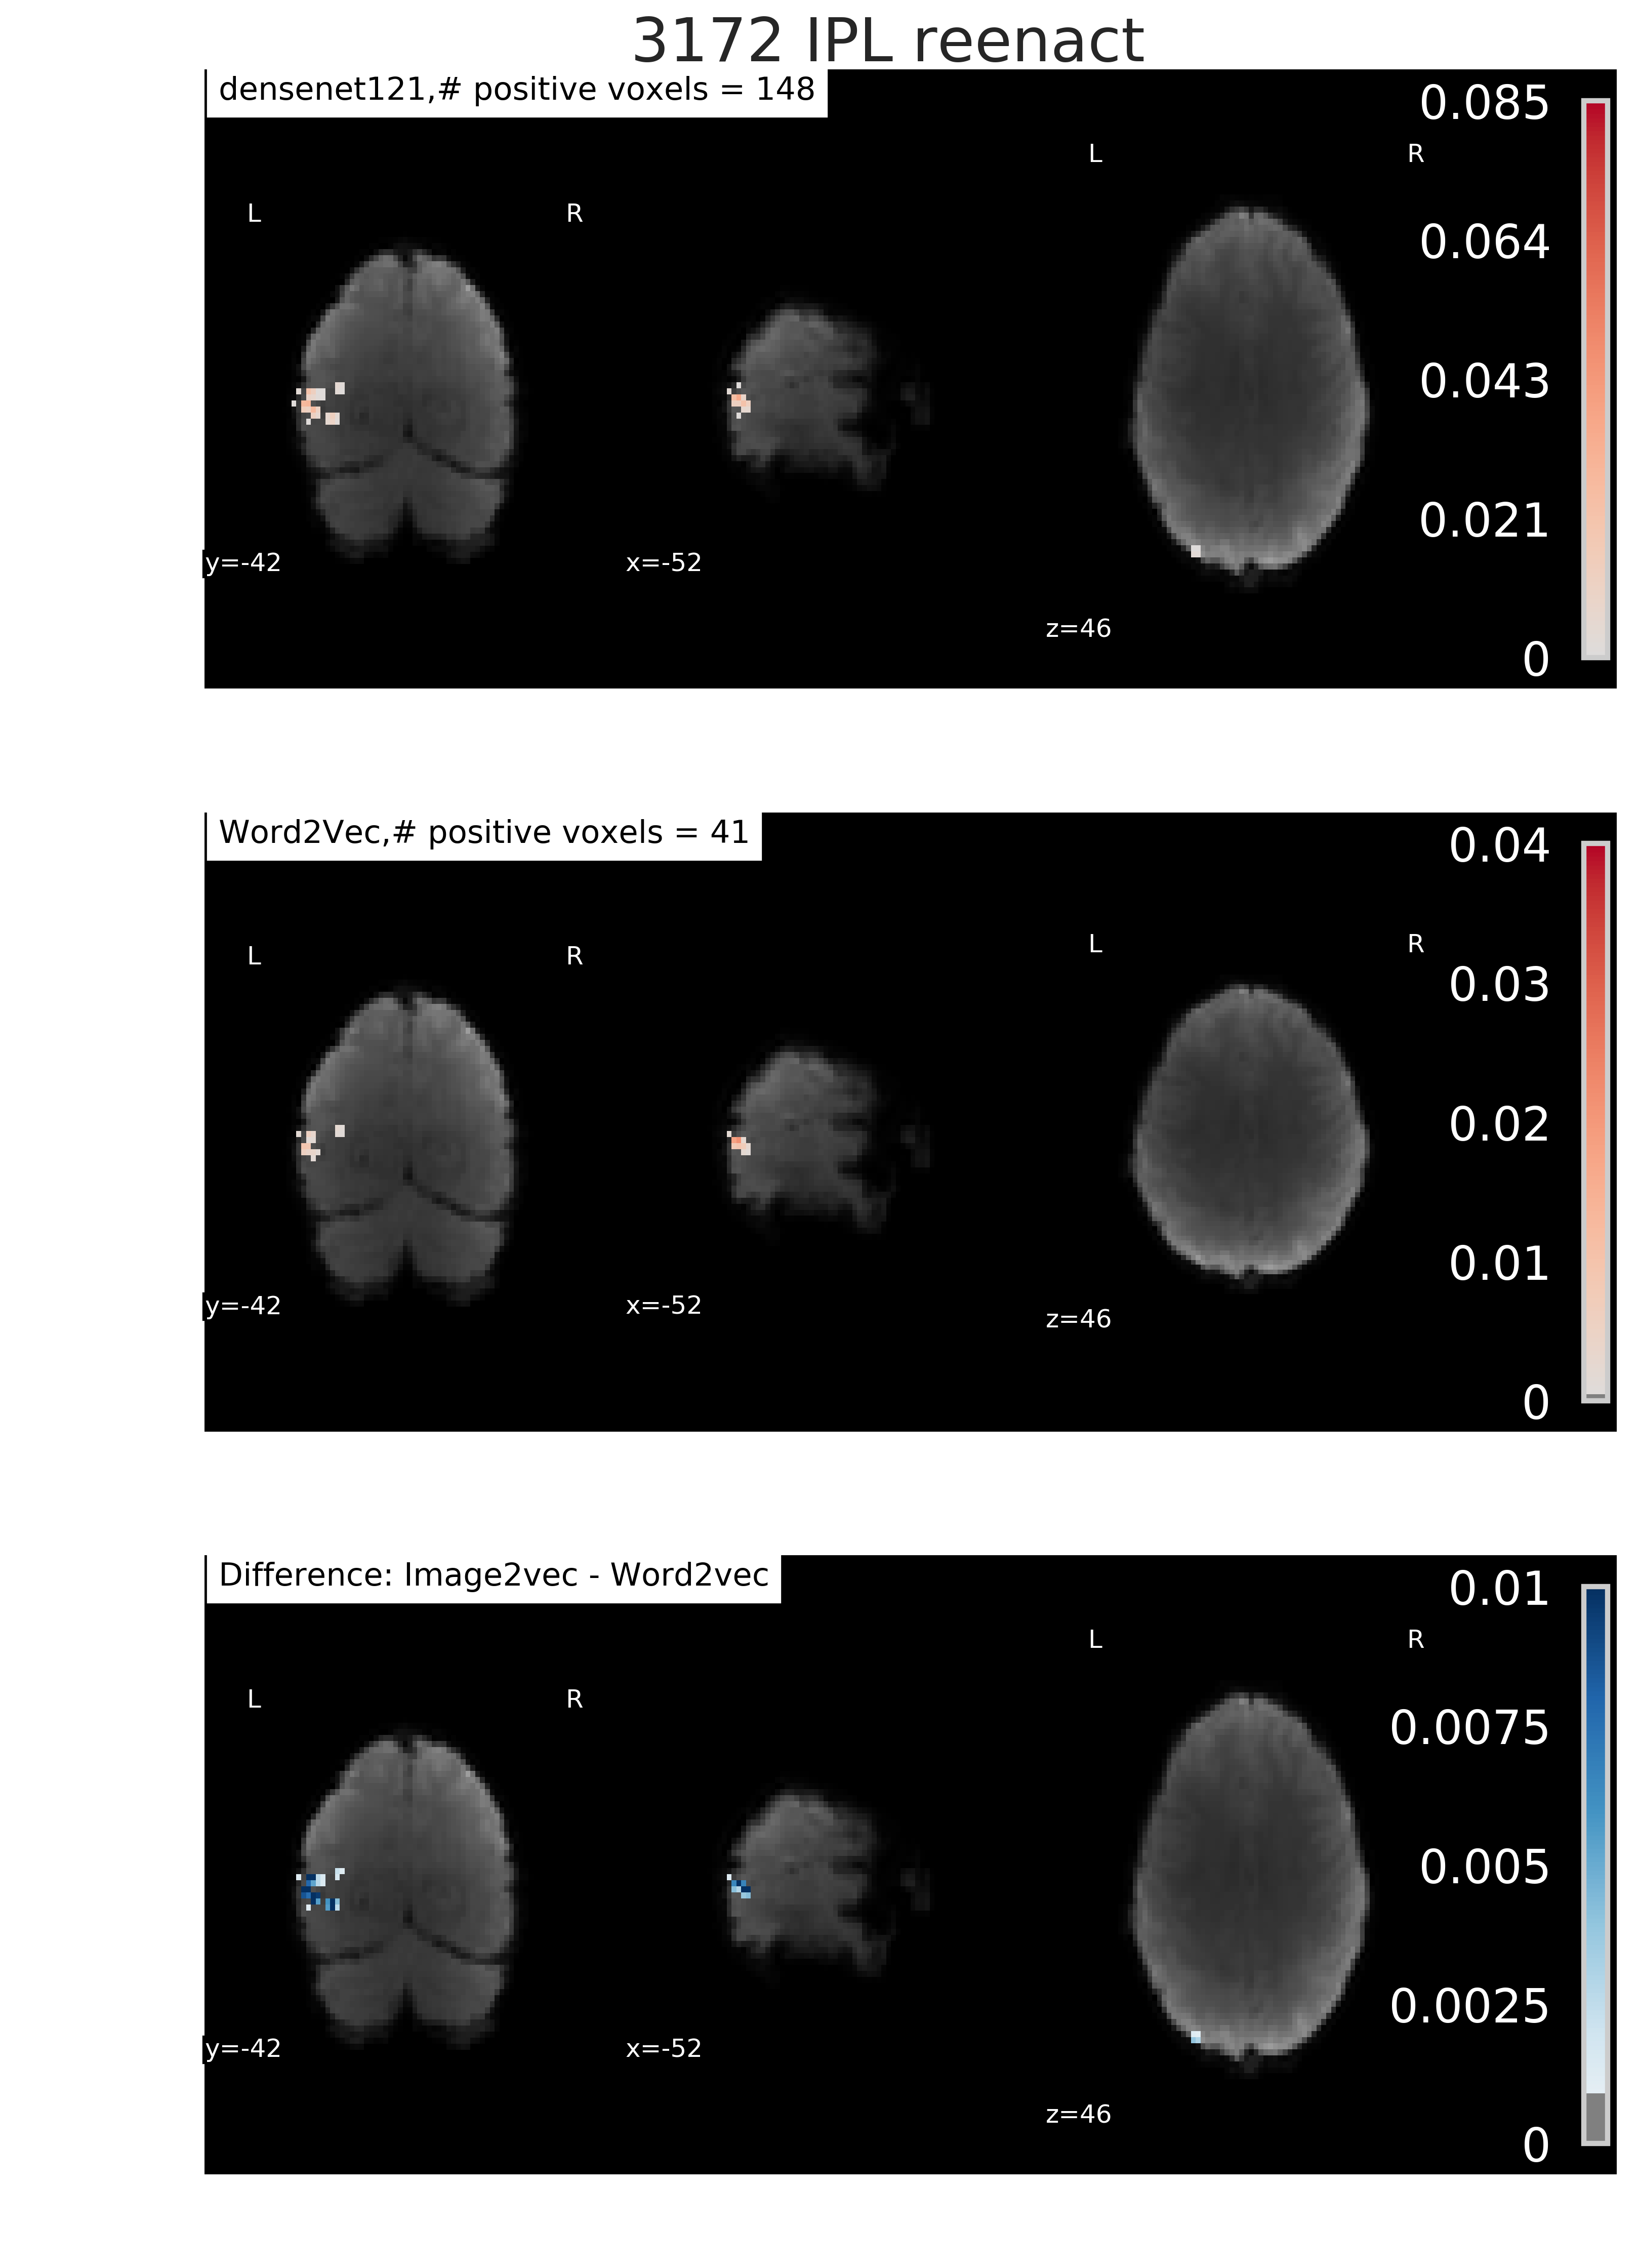 3172 IPL reenact
densenet121,# positive voxels = 148
0.085
L
R
L
R
0.064
0.043
0.021
y=-42
x=-52
z=46
0
Word2Vec,# positive voxels = 41
0.04
L
R
L
R
0.03
0.02
0.01
y=-42
x=-52
z=46
0
Difference: Image2vec - Word2vec
0.01
L
R
L
R
0.0075
0.005
0.0025
y=-42
x=-52
z=46
0